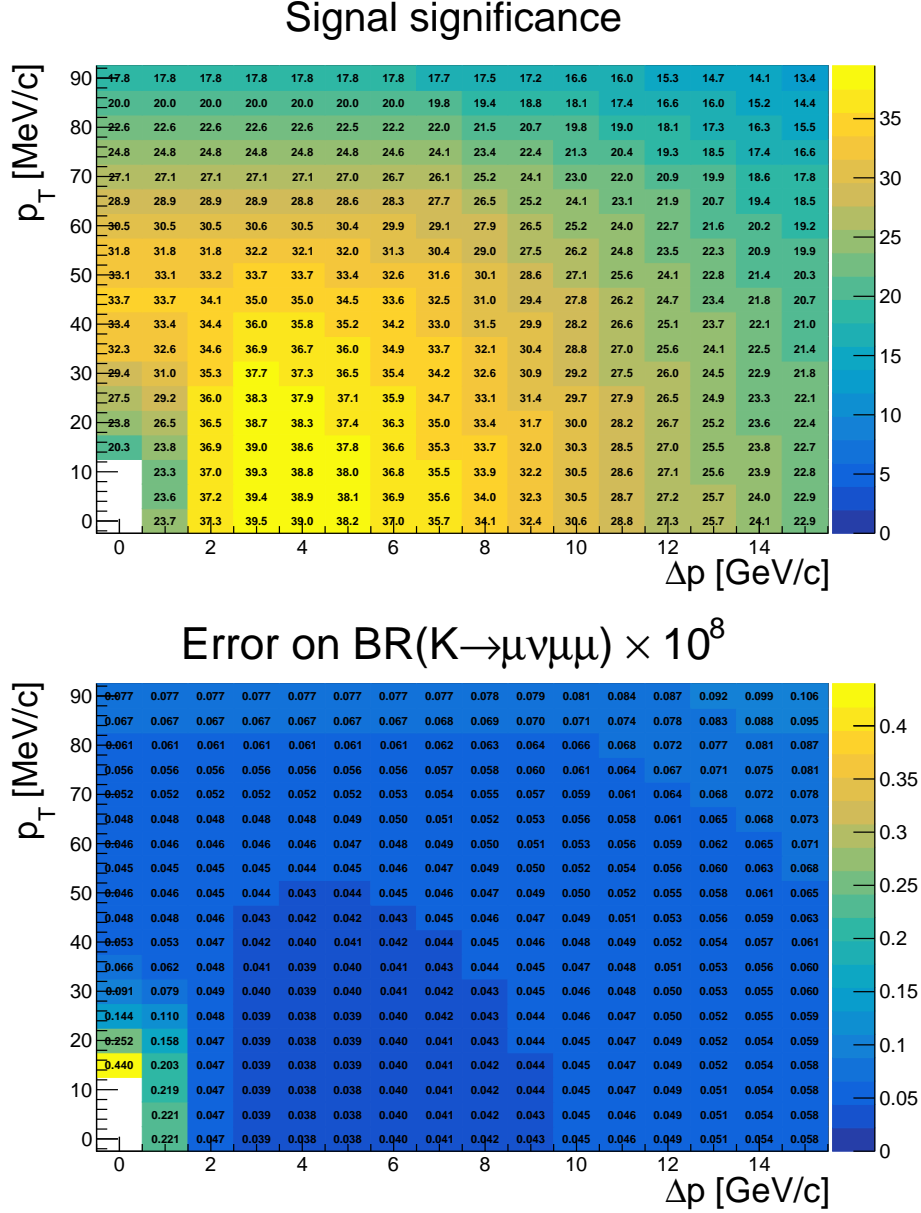 Signal significance
p_T [MeV/c]
90 17.8 17.8 17.8 17.8 17.8 17.8 17.8 17.7 17.5 17.2 16.6 16.0 15.3 14.7 14.1 13.4
20.0 20.0 20.0 20.0 20.0 20.0 20.0 19.8 19.4 18.8 18.1 17.4 16.6 16.0 15.2 14.4 35
80 22.6 22.6 22.6 22.6 22.6 22.5 22.2 22.0 21.5 20.7 19.8 19.0 18.1 17.3 16.3 15.5
24.8 24.8 24.8 24.8 24.8 24.8 24.6 24.1 23.4 22.4 21.3 20.4 19.3 18.5 17.4 16.6 30
70 27.1 27.1 27.1 27.1 27.1 27.0 26.7 26.1 25.2 24.1 23.0 22.0 20.9 19.9 18.6 17.8
28.9 28.9 28.9 28.9 28.8 28.6 28.3 27.7 26.5 25.2 24.1 23.1 21.9 20.7 19.4 18.5
60 30.5 30.5 30.5 30.6 30.5 30.4 29.9 29.1 27.9 26.5 25.2 24.0 22.7 21.6 20.2 19.2 25
31.8 31.8 31.8 32.2 32.1 32.0 31.3 30.4 29.0 27.5 26.2 24.8 23.5 22.3 20.9 19.9
50 33.1 33.1 33.2 33.7 33.7 33.4 32.6 31.6 30.1 28.6 27.1 25.6 24.1 22.8 21.4 20.3
33.7 33.7 34.1 35.0 35.0 34.5 33.6 32.5 31.0 29.4 27.8 26.2 24.7 23.4 21.8 20.7 20
40 33.4 33.4 34.4 36.0 35.8 35.2 34.2 33.0 31.5 29.9 28.2 26.6 25.1 23.7 22.1 21.0
32.3 32.6 34.6 36.9 36.7 36.0 34.9 33.7 32.1 30.4 28.8 27.0 25.6 24.1 22.5 21.4 15
30 29.4 31.0 35.3 37.7 37.3 36.5 35.4 34.2 32.6 30.9 29.2 27.5 26.0 24.5 22.9 21.8
27.5 29.2 36.0 38.3 37.9 37.1 35.9 34.7 33.1 31.4 29.7 27.9 26.5 24.9 23.3 22.1
20 23.8 26.5 36.5 38.7 38.3 37.4 36.3 35.0 33.4 31.7 30.0 28.2 26.7 25.2 23.6 22.4 10
20.3 23.8 36.9 39.0 38.6 37.8 36.6 35.3 33.7 32.0 30.3 28.5 27.0 25.5 23.8 22.7
10 23.3 37.0 39.3 38.8 38.0 36.8 35.5 33.9 32.2 30.5 28.6 27.1 25.6 23.9 22.8 5
23.6 37.2 39.4 38.9 38.1 36.9 35.6 34.0 32.3 30.5 28.7 27.2 25.7 24.0 22.9
0 23.7 37.3 39.5 39.0 38.2 37.0 35.7 34.1 32.4 30.6 28.8 27.3 25.7 24.1 22.9 0
0 2 4 6 8 10 12 14
Δp [GeV/c]
Error on BR(K→μνμμ) × 10^8
p_T [MeV/c]
90 0.077 0.077 0.077 0.077 0.077 0.077 0.077 0.077 0.078 0.079 0.081 0.084 0.087 0.092 0.099 0.106
0.067 0.067 0.067 0.067 0.067 0.067 0.067 0.068 0.069 0.070 0.071 0.074 0.078 0.083 0.088 0.095 0.4
80 0.061 0.061 0.061 0.061 0.061 0.061 0.061 0.062 0.063 0.064 0.066 0.068 0.072 0.077 0.081 0.087
0.056 0.056 0.056 0.056 0.056 0.056 0.056 0.057 0.058 0.060 0.061 0.064 0.067 0.071 0.075 0.081 0.35
70 0.052 0.052 0.052 0.052 0.052 0.052 0.053 0.054 0.055 0.057 0.059 0.061 0.064 0.068 0.072 0.078
0.048 0.048 0.048 0.048 0.048 0.049 0.050 0.051 0.052 0.053 0.056 0.058 0.061 0.065 0.068 0.073 0.3
60 0.046 0.046 0.046 0.046 0.046 0.047 0.048 0.049 0.050 0.051 0.053 0.056 0.059 0.062 0.065 0.071
0.045 0.045 0.045 0.045 0.044 0.045 0.046 0.047 0.049 0.050 0.052 0.054 0.056 0.060 0.063 0.068 0.25
50 0.046 0.046 0.045 0.044 0.043 0.044 0.045 0.046 0.047 0.049 0.050 0.052 0.055 0.058 0.061 0.065
0.048 0.048 0.046 0.043 0.042 0.042 0.043 0.045 0.046 0.047 0.049 0.051 0.053 0.056 0.059 0.063 0.2
40 0.053 0.053 0.047 0.042 0.040 0.041 0.042 0.044 0.045 0.046 0.048 0.049 0.052 0.054 0.057 0.061
0.066 0.062 0.048 0.041 0.039 0.040 0.041 0.043 0.044 0.045 0.047 0.048 0.051 0.053 0.056 0.060 0.15
30 0.091 0.079 0.049 0.040 0.039 0.040 0.041 0.042 0.043 0.045 0.046 0.048 0.050 0.053 0.055 0.060
0.144 0.110 0.048 0.039 0.038 0.039 0.040 0.042 0.043 0.044 0.046 0.047 0.050 0.052 0.055 0.059
20 0.252 0.158 0.047 0.039 0.038 0.039 0.040 0.041 0.043 0.044 0.045 0.047 0.049 0.052 0.054 0.059 0.1
0.440 0.203 0.047 0.039 0.038 0.039 0.040 0.041 0.042 0.044 0.045 0.047 0.049 0.052 0.054 0.058
10 0.219 0.047 0.039 0.038 0.038 0.040 0.041 0.042 0.044 0.045 0.047 0.049 0.051 0.054 0.058 0.05
0.221 0.047 0.039 0.038 0.038 0.040 0.041 0.042 0.043 0.045 0.046 0.049 0.051 0.054 0.058
0 0.221 0.047 0.039 0.038 0.038 0.040 0.041 0.042 0.043 0.045 0.046 0.049 0.051 0.054 0.058 0
0 2 4 6 8 10 12 14
Δp [GeV/c]